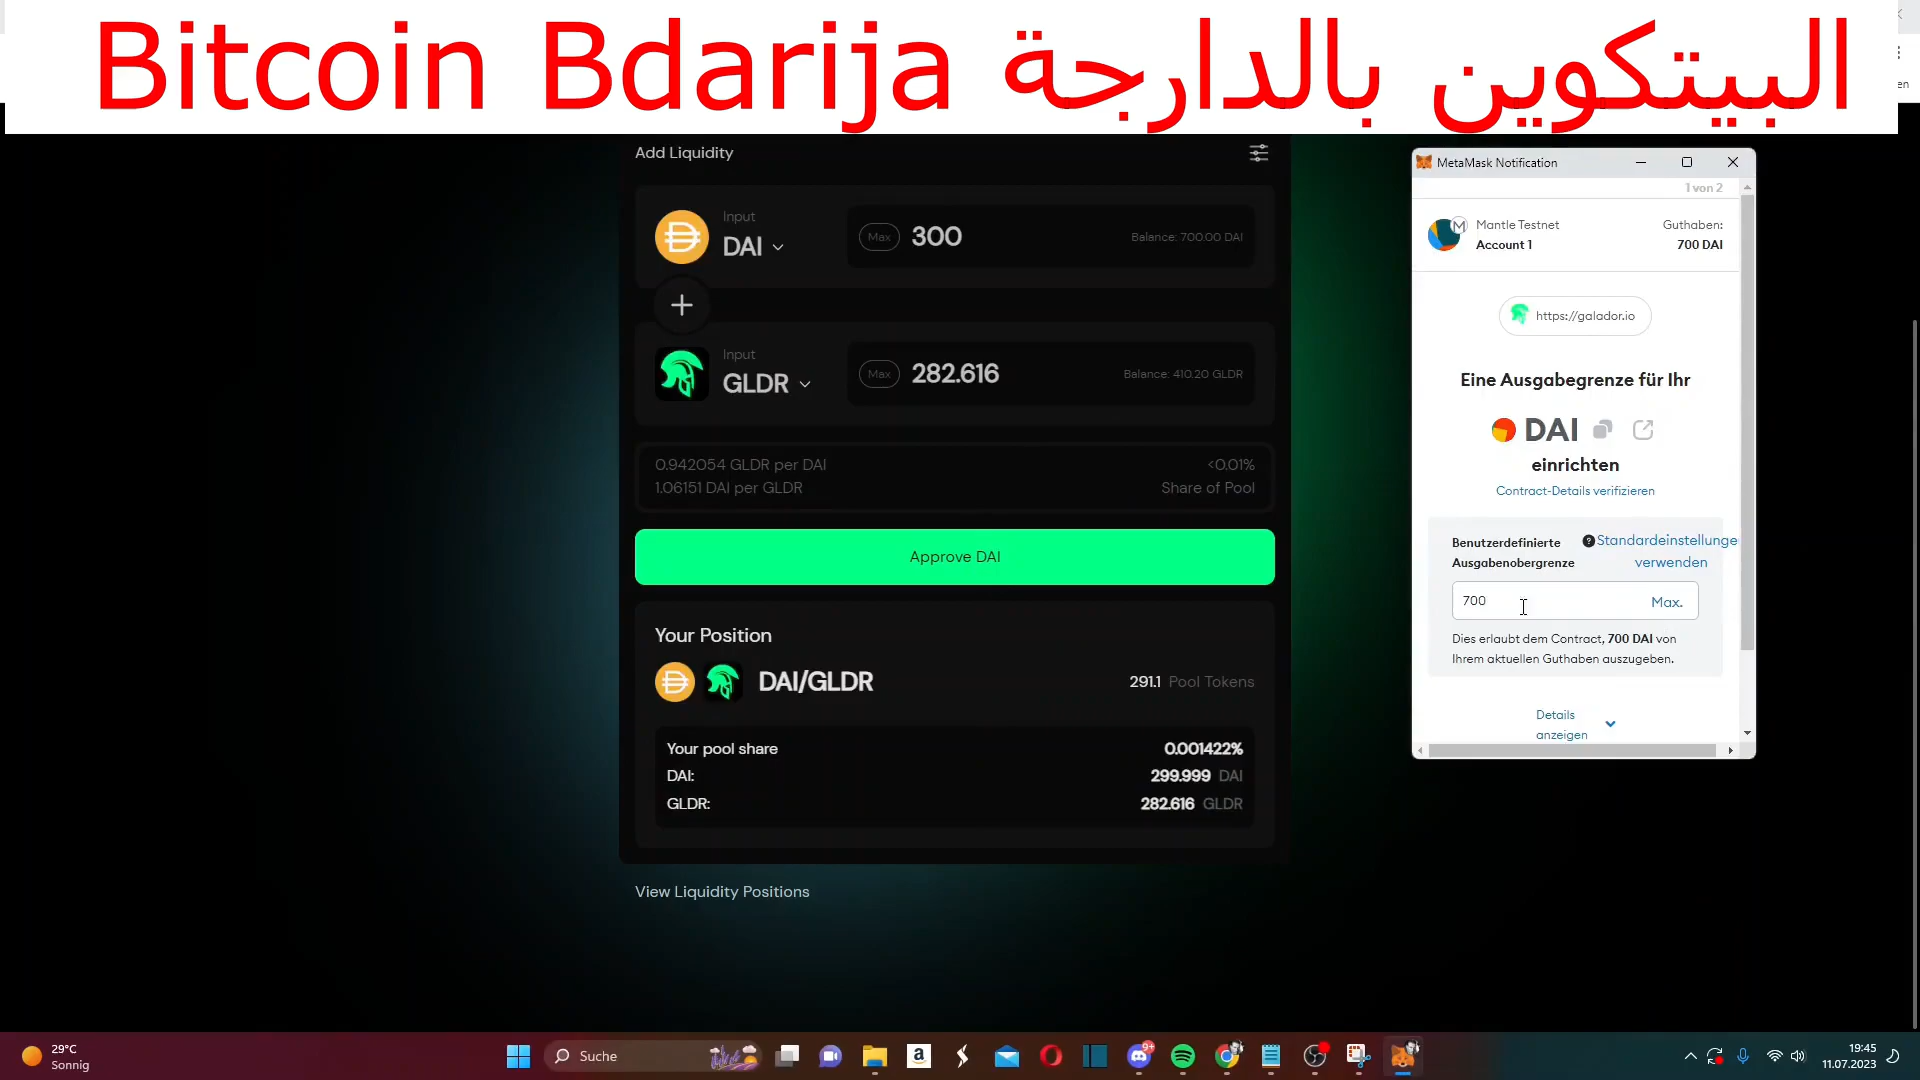 Bitcoin Bdarija البيتكوين بالدارجة
Add Liquidity
Input
DAI
Max
300
Balance: 700.00 DAI
Input
GLDR
Max
282.616
Balance: 410.20 GLDR
0.942054 GLDR per DAI
<0.01%
1.06151 DAI per GLDR
Share of Pool
Approve DAI
Your Position
DAI/GLDR
291.1 Pool Tokens
Your pool share
0.001422%
DAI:
299.999 DAI
GLDR:
282.616 GLDR
View Liquidity Positions
MetaMask Notification
1 von 2
Mantle Testnet
Account 1
Guthaben:
700 DAI
https://galador.io
Eine Ausgabegrenze für Ihr
DAI
einrichten
Contract-Details verifizieren
Benutzerdefinierte
Ausgabenobergrenze
Standardeinstellunge
verwenden
700
Max.
Dies erlaubt dem Contract, 700 DAI von
Ihrem aktuellen Guthaben auszugeben.
Details
anzeigen
en
29°C
Sonnig
Suche
9+
19:45
11.07.2023